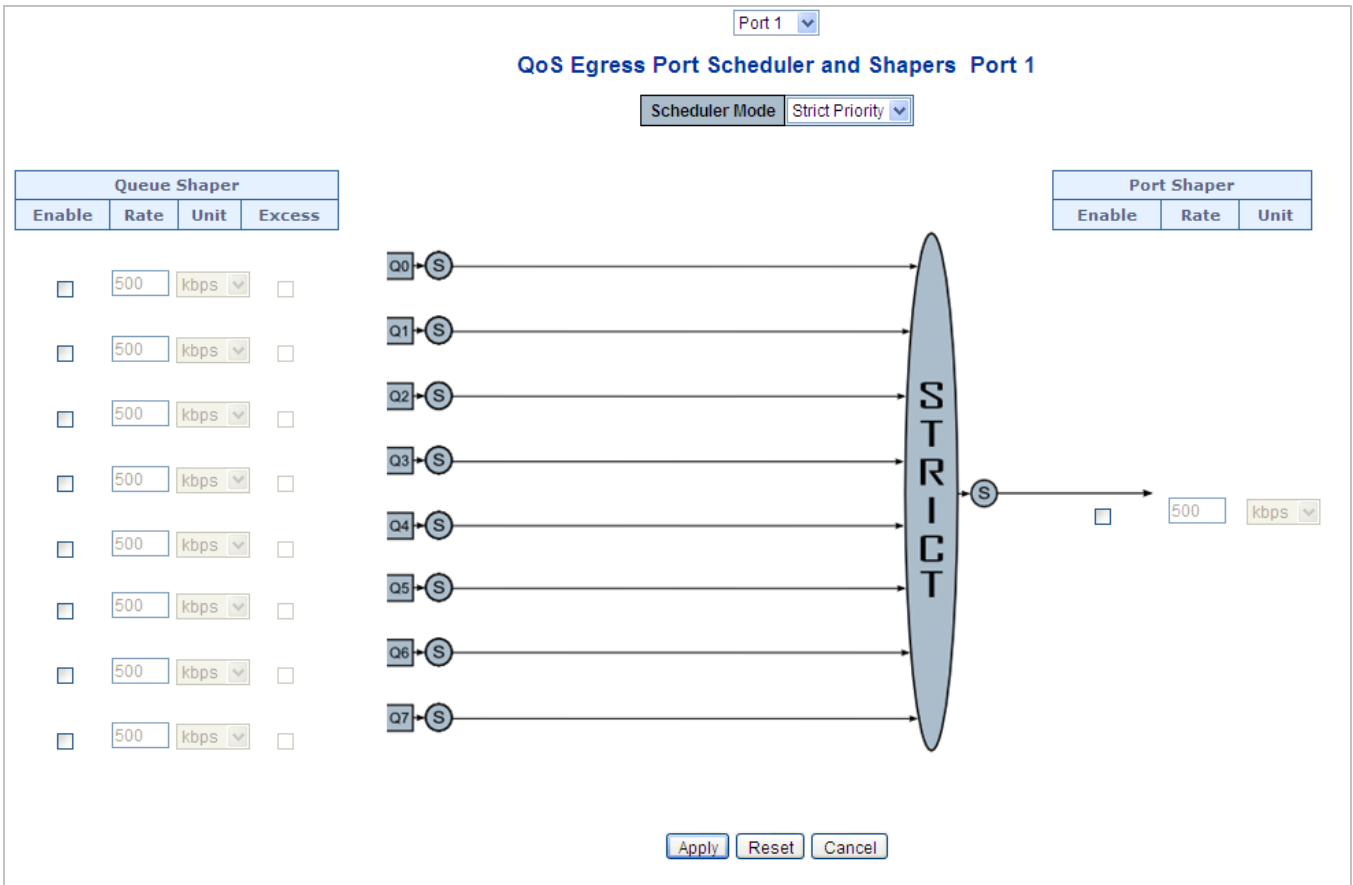 Port 1
QoS Egress Port Scheduler and Shapers Port 1
Scheduler Mode Strict Priority
Queue Shaper
Enable Rate Unit Excess
Port Shaper
Enable Rate Unit
500 kbps
Q0 S
500 kbps
Q1 S
500 kbps
Q2 S
500 kbps
Q3 S
500 kbps
Q4 S
500 kbps
Q5 S
500 kbps
Q6 S
500 kbps
Q7 S
STRICT
S
500 kbps
Apply Reset Cancel